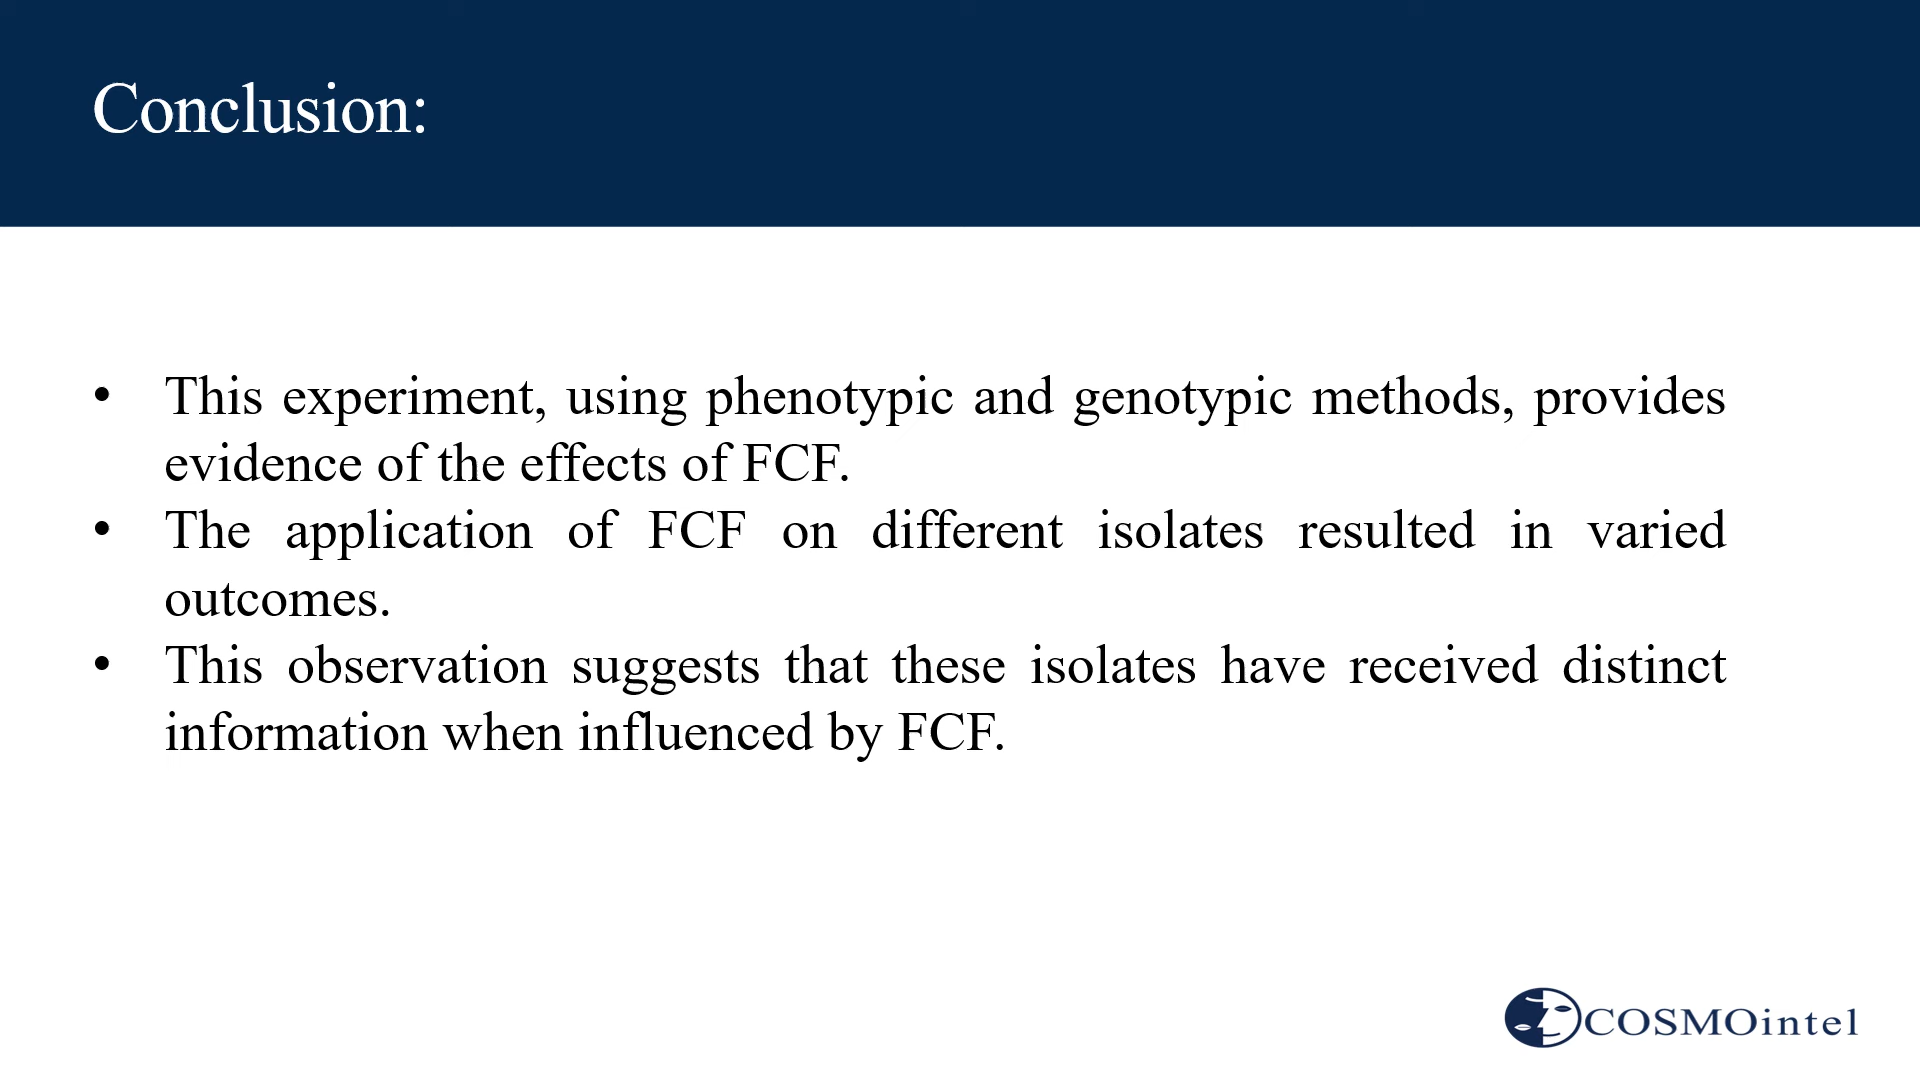 Conclusion:
• This experiment, using phenotypic and genotypic methods, provides
evidence of the effects of FCF.
• The application of FCF on different isolates resulted in varied
outcomes.
• This observation suggests that these isolates have received distinct
information when influenced by FCF.
COSMOintel